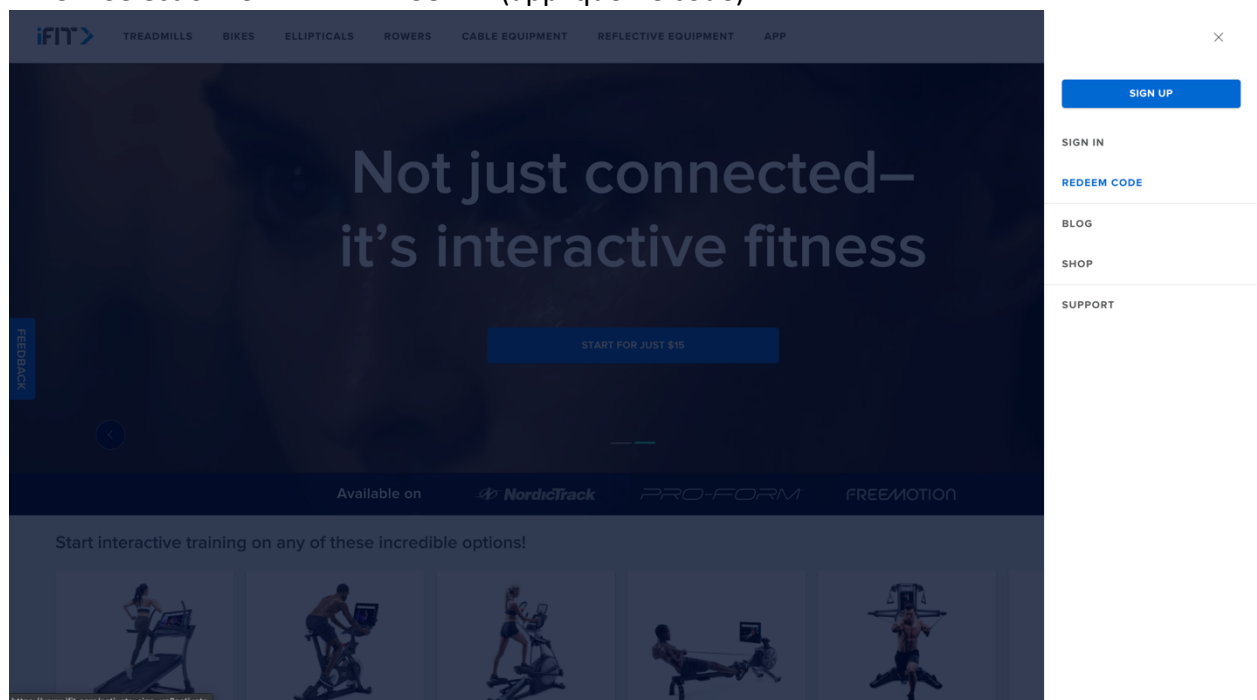 iFIT
TREADMILLS BIKES ELLIPTICALS ROWERS CABLE EQUIPMENT REFLECTIVE EQUIPMENT APP
SIGN UP
SIGN IN
REDEEM CODE
BLOG
SHOP
SUPPORT
Not just connected–
it's interactive fitness
START FOR JUST $15
FEEDBACK
Available on NordicTrack PRO-FORM FREEMOTION
Start interactive training on any of these incredible options!